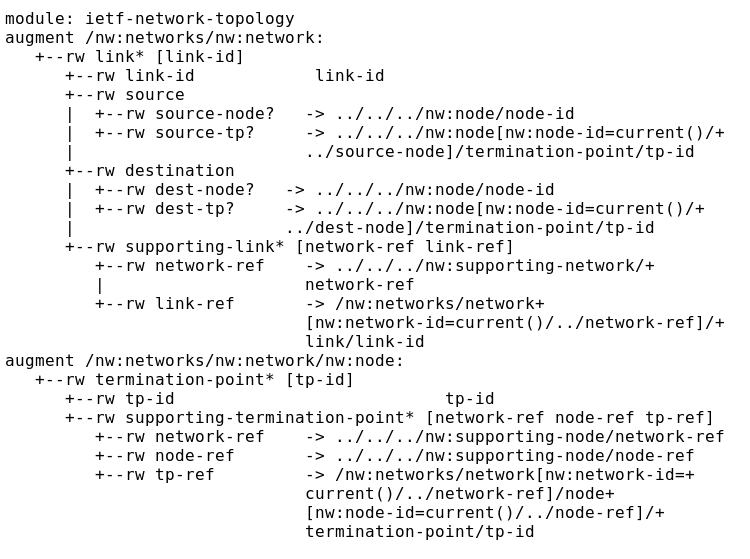 module: ietf-network-topology
augment /nw:networks/nw:network:
   +--rw link* [link-id]
      +--rw link-id            link-id
      +--rw source
      |  +--rw source-node?   -> ../../../nw:node/node-id
      |  +--rw source-tp?     -> ../../../nw:node[nw:node-id=current()/+
      |                       ../source-node]/termination-point/tp-id
      +--rw destination
      |  +--rw dest-node?   -> ../../../nw:node/node-id
      |  +--rw dest-tp?     -> ../../../nw:node[nw:node-id=current()/+
      |                     ../dest-node]/termination-point/tp-id
      +--rw supporting-link* [network-ref link-ref]
         +--rw network-ref    -> ../../../nw:supporting-network/+
         |                    network-ref
         +--rw link-ref       -> /nw:networks/network+
                              [nw:network-id=current()/../network-ref]/+
                              link/link-id
augment /nw:networks/nw:network/nw:node:
   +--rw termination-point* [tp-id]
      +--rw tp-id                           tp-id
      +--rw supporting-termination-point* [network-ref node-ref tp-ref]
         +--rw network-ref    -> ../../../nw:supporting-node/network-ref
         +--rw node-ref       -> ../../../nw:supporting-node/node-ref
         +--rw tp-ref         -> /nw:networks/network[nw:network-id=+
                              current()/../network-ref]/node+
                              [nw:node-id=current()/../node-ref]/+
                              termination-point/tp-id